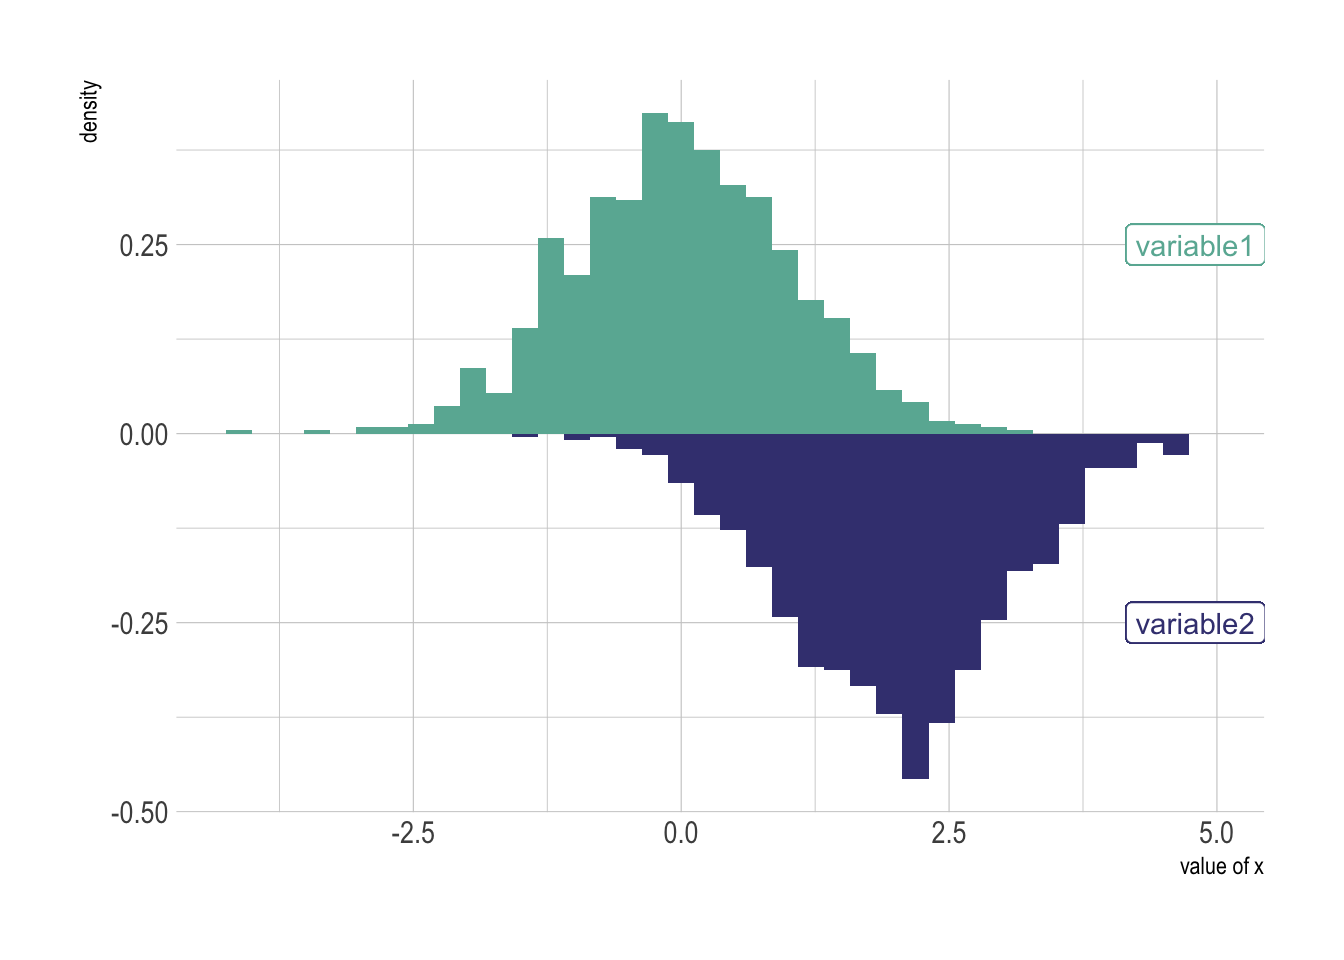 density
variable1
variable2
0.25
0.00
-0.25
-0.50
-2.5 0.0 2.5 5.0
value of x